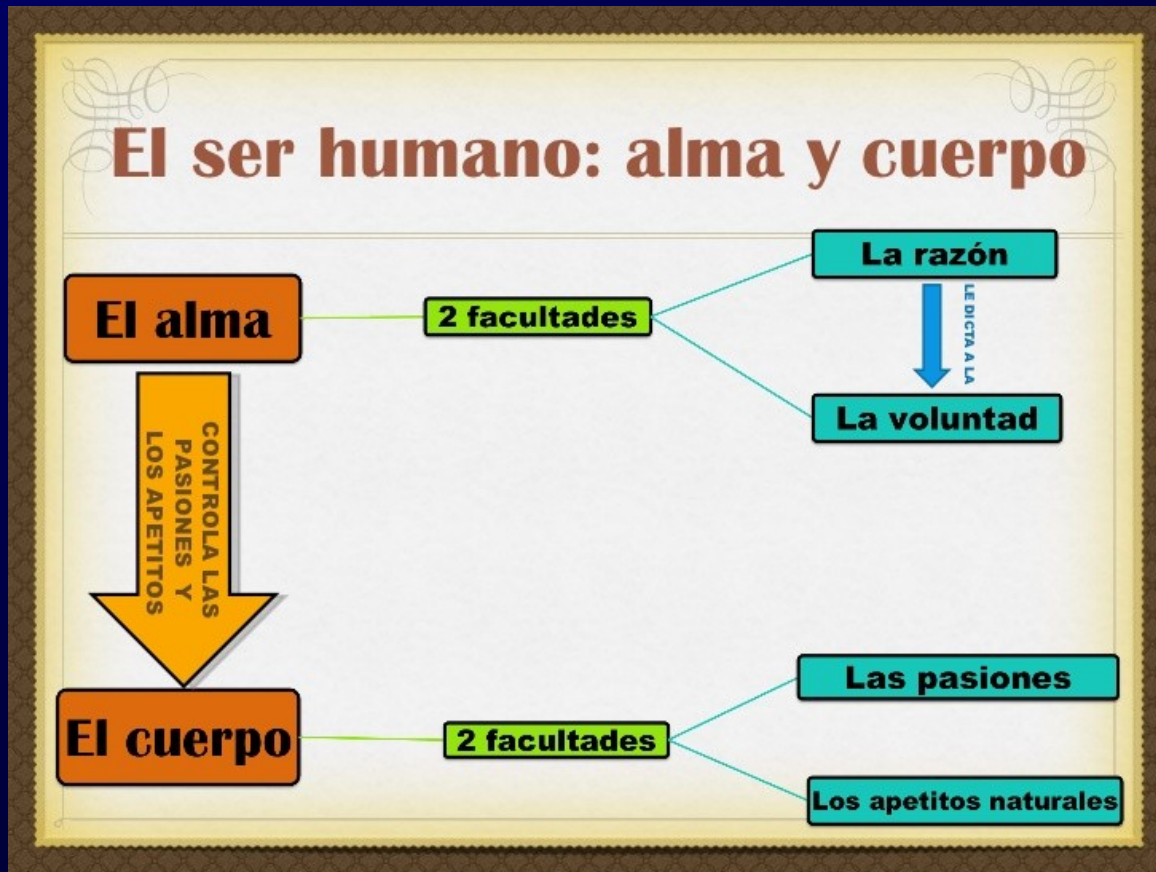 El ser humano: alma y cuerpo
El alma
2 facultades
La razón
LE DICTA A LA
La voluntad
CONTROLA LAS
PASIONES Y
LOS APETITOS
El cuerpo
2 facultades
Las pasiones
Los apetitos naturales